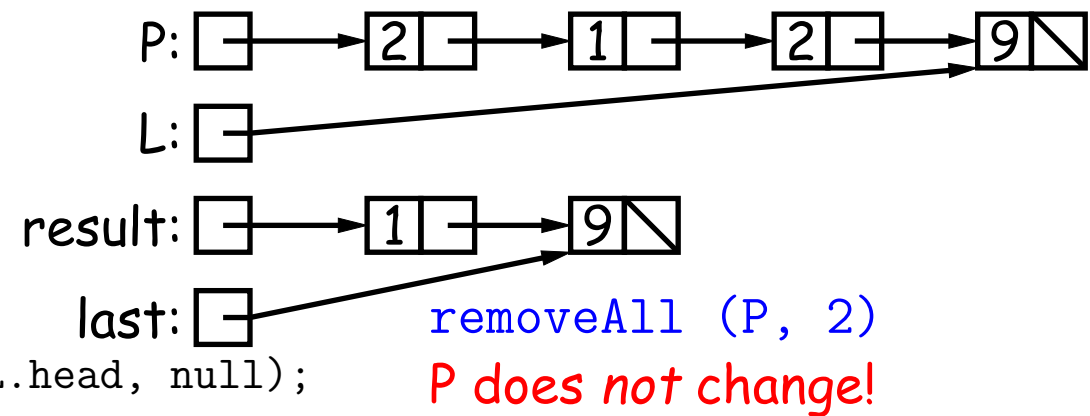 P: 2 1 2 9
L:
result: 1 9
last:
removeAll (P, 2)
.head, null);
P does not change!